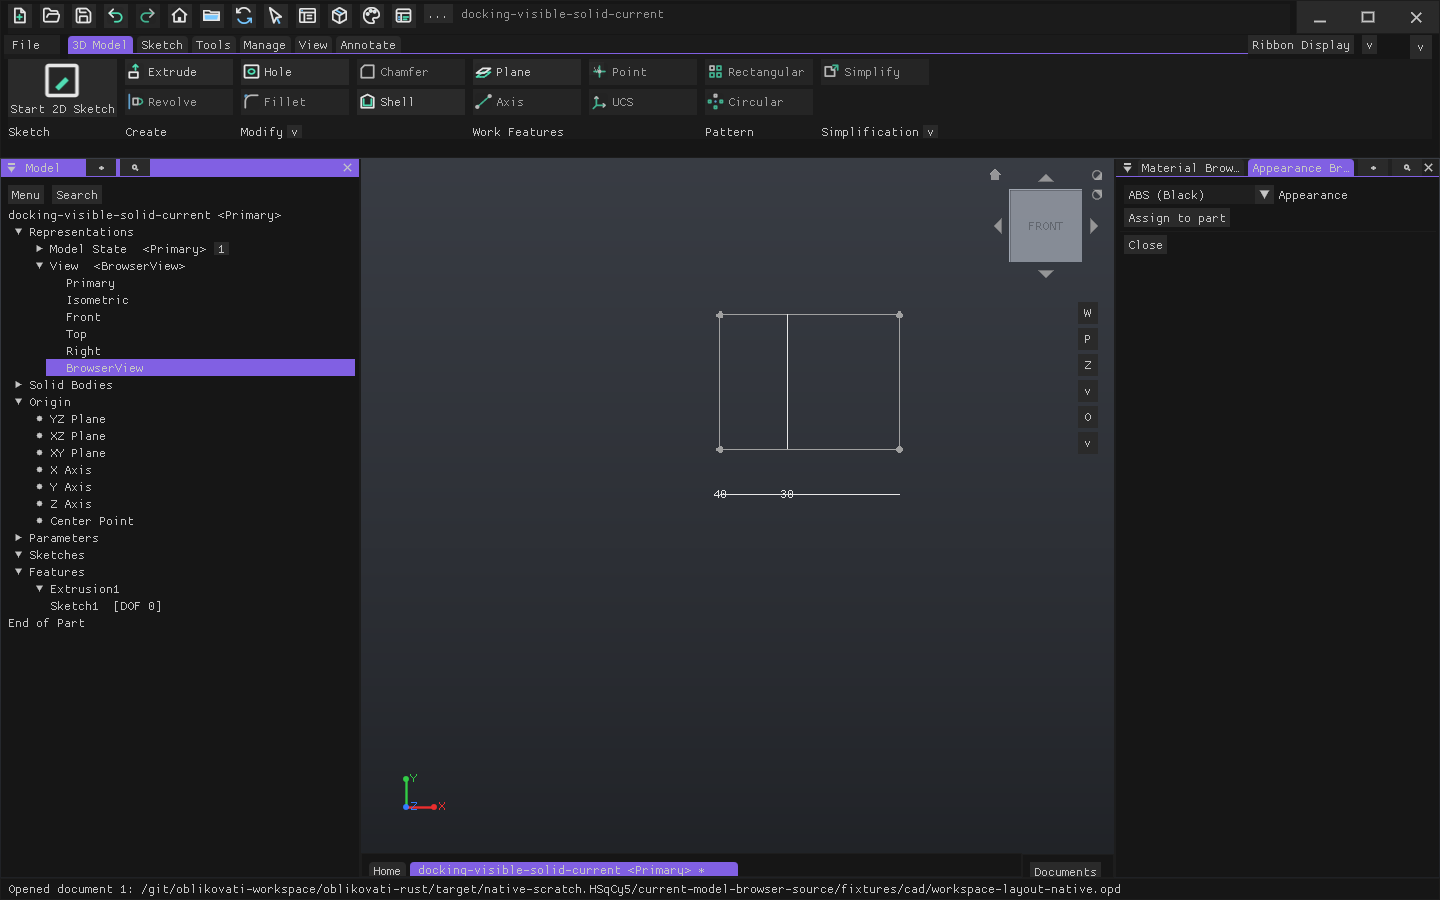 ... docking-visible-solid-current
File 3D Model Sketch Tools Manage View Annotate Ribbon Display v v
Start 2D Sketch
Extrude Hole Chamfer Plane Point Rectangular Simplify
Revolve Fillet Shell Axis UCS Circular
Sketch Create Modify v Work Features Pattern Simplification v
Model
Menu Search
docking-visible-solid-current <Primary>
Representations
Model State <Primary> 1
View <BrowserView>
Primary
Isometric
Front
Top
Right
BrowserView
Solid Bodies
Origin
YZ Plane
XZ Plane
XY Plane
X Axis
Y Axis
Z Axis
Center Point
Parameters
Sketches
Features
Extrusion1
Sketch1 [DOF 0]
End of Part
FRONT
W
P
Z
v
O
v
40 30
Y
Z X
Material Brow… Appearance Br…
ABS (Black) Appearance
Assign to part
Close
Home docking-visible-solid-current <Primary> * Documents
Opened document 1: /git/oblikovati-workspace/oblikovati-rust/target/native-scratch.HSqCy5/current-model-browser-source/fixtures/cad/workspace-layout-native.opd